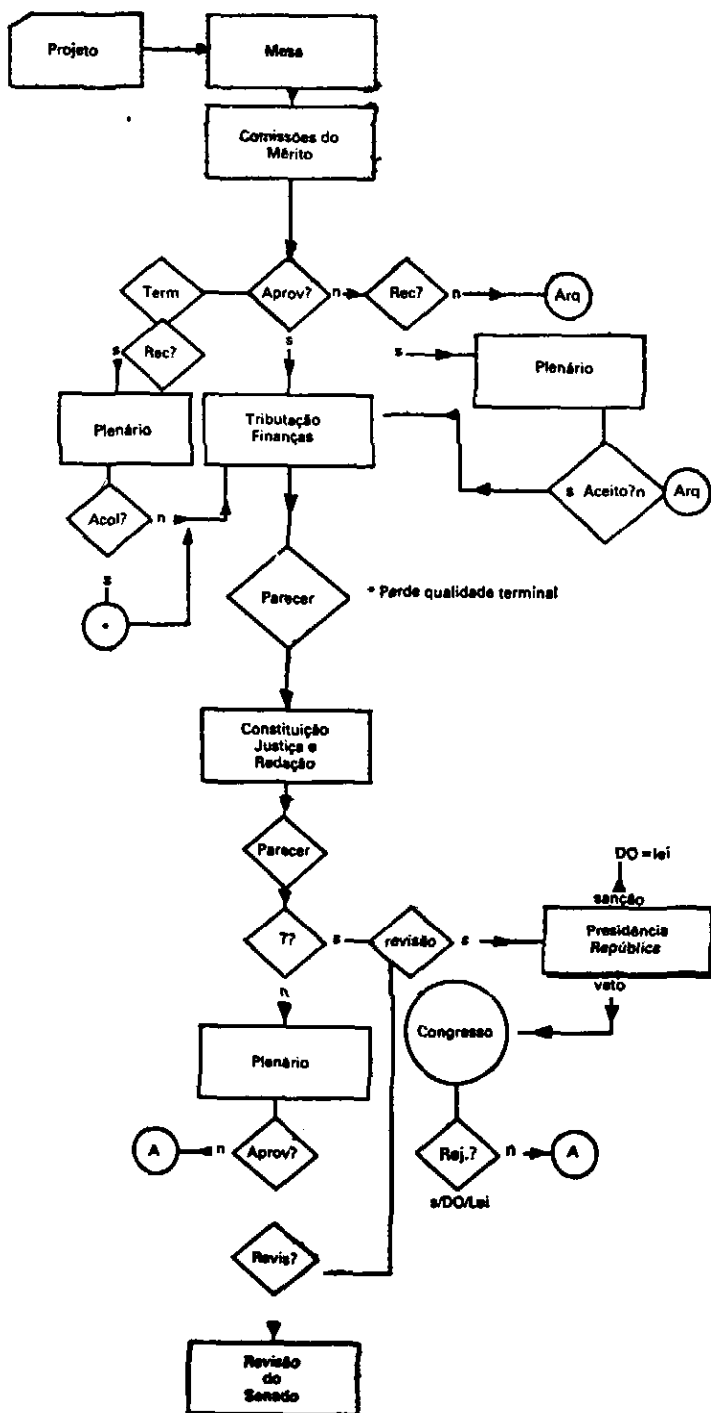 Projeto
Mesa
Comissões do
Mérito
Term
Aprov?
n
Rec?
n
Arq
s
Rec?
s
s
Plenário
Plenário
Tributação
Finanças
s Aceito?n
Arq
Acol?
n
s
*
Parecer
* Perde qualidade terminal
Constituição
Justiça e
Redação
Parecer
DO =lei
sanção
??
s
revisão
s
Presidência
República
veto
n
Congresso
Plenário
A
n
Aprov?
Rej.?
n
A
s/DO/Lei
Revis?
Revisão
do
Senado